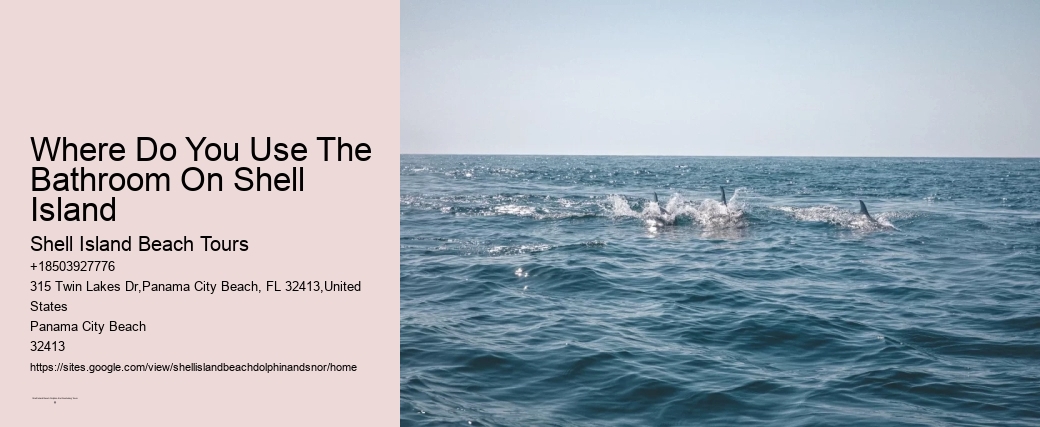 Where Do You Use The
Bathroom On Shell
Island
Shell Island Beach Tours
+18503927776
315 Twin Lakes Dr,Panama City Beach, FL 32413,United
States
Panama City Beach
32413
https://sites.google.com/view/shellislandbeachdolphinandsnor/home